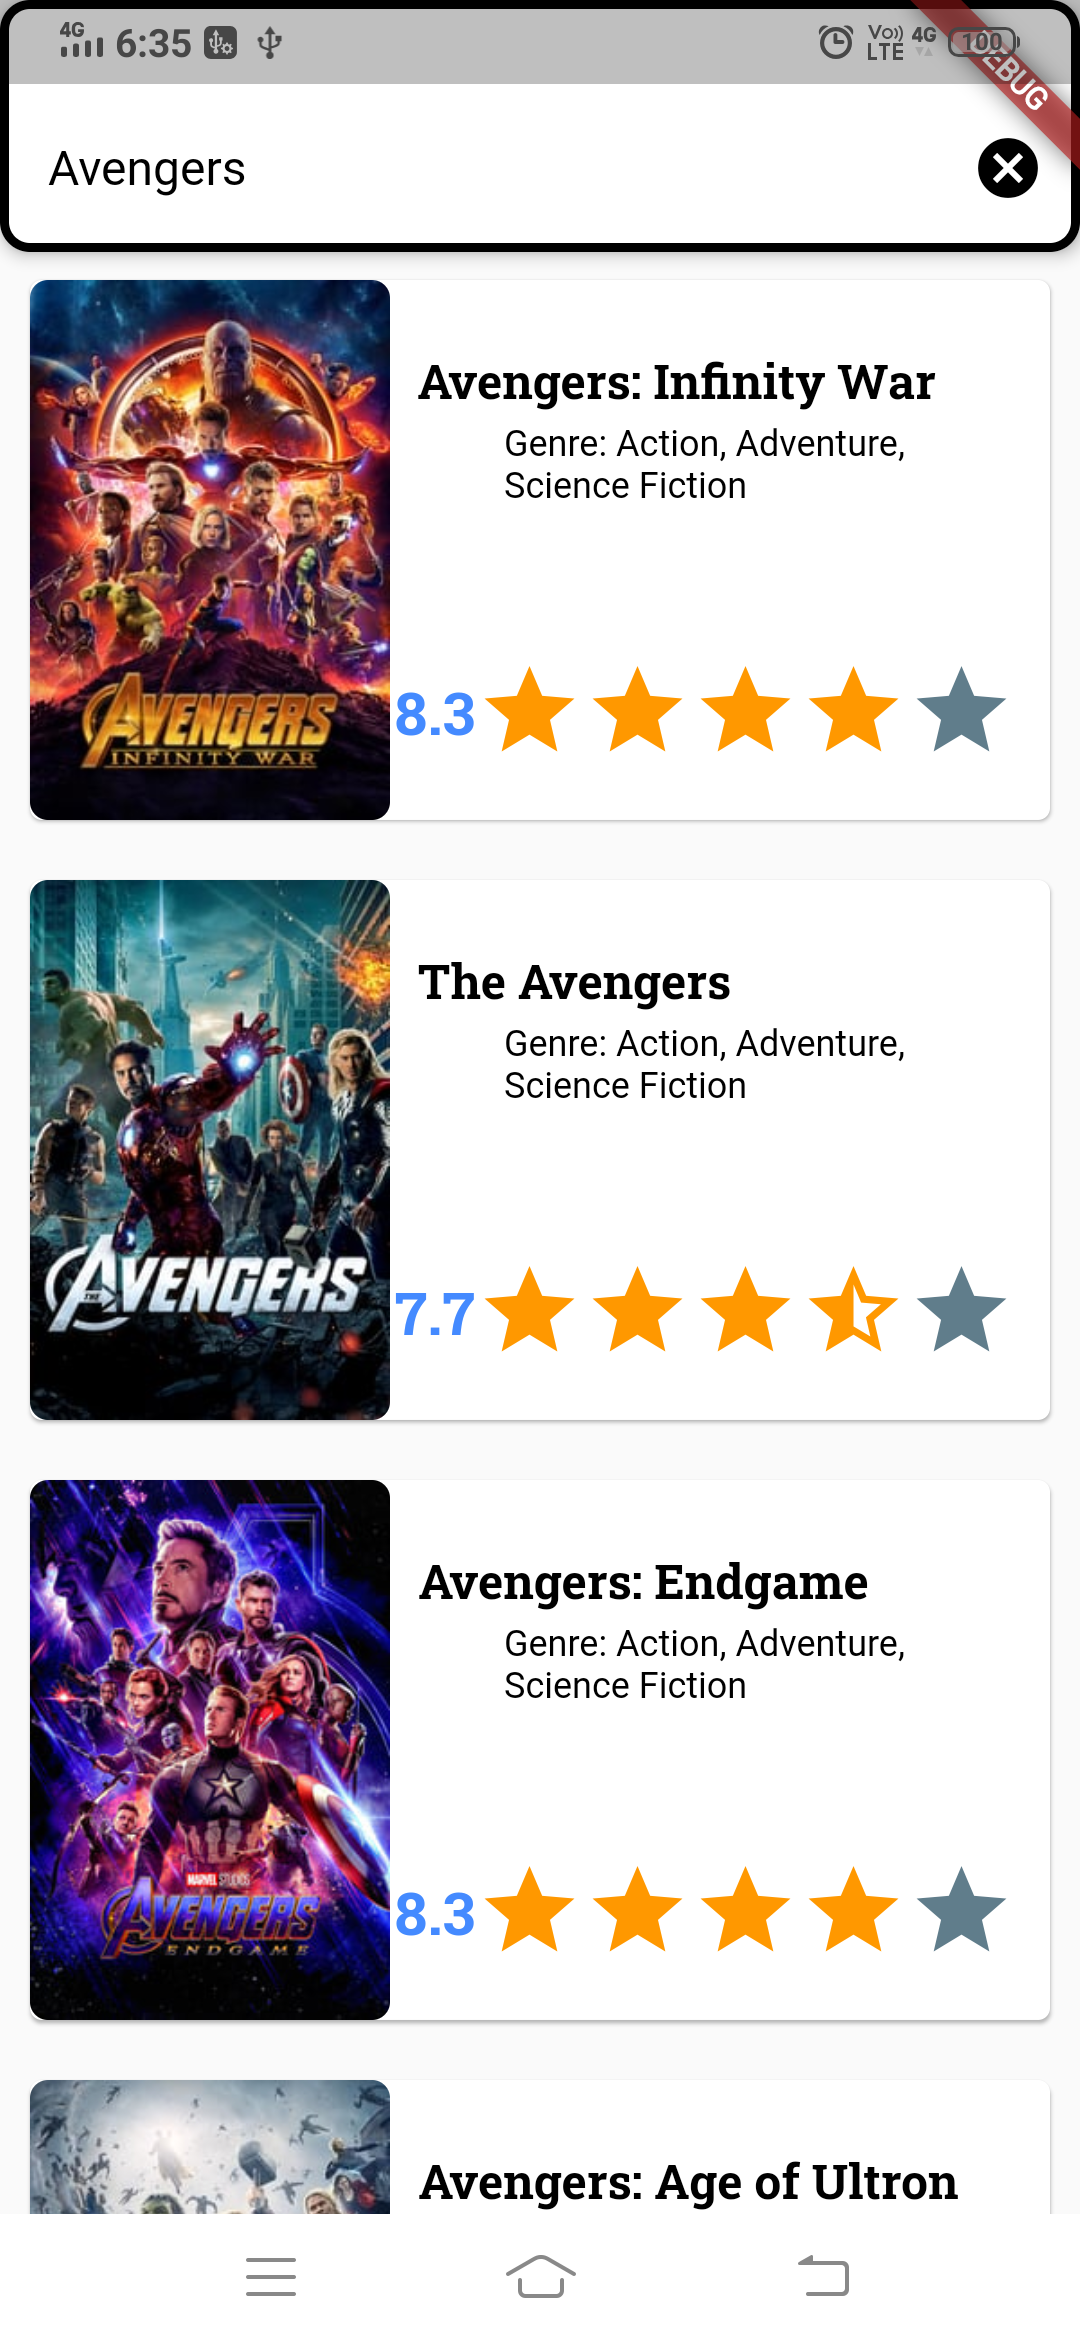 4G
6:35
Vo)) LTE
4G
100
DEBUG
Avengers
Avengers: Infinity War
Genre: Action, Adventure,
Science Fiction
AVENGERS
INFINITY WAR
8.3
The Avengers
Genre: Action, Adventure,
Science Fiction
THE AVENGERS
7.7
Avengers: Endgame
Genre: Action, Adventure,
Science Fiction
MARVEL STUDIOS
AVENGERS
ENDGAME
8.3
Avengers: Age of Ultron